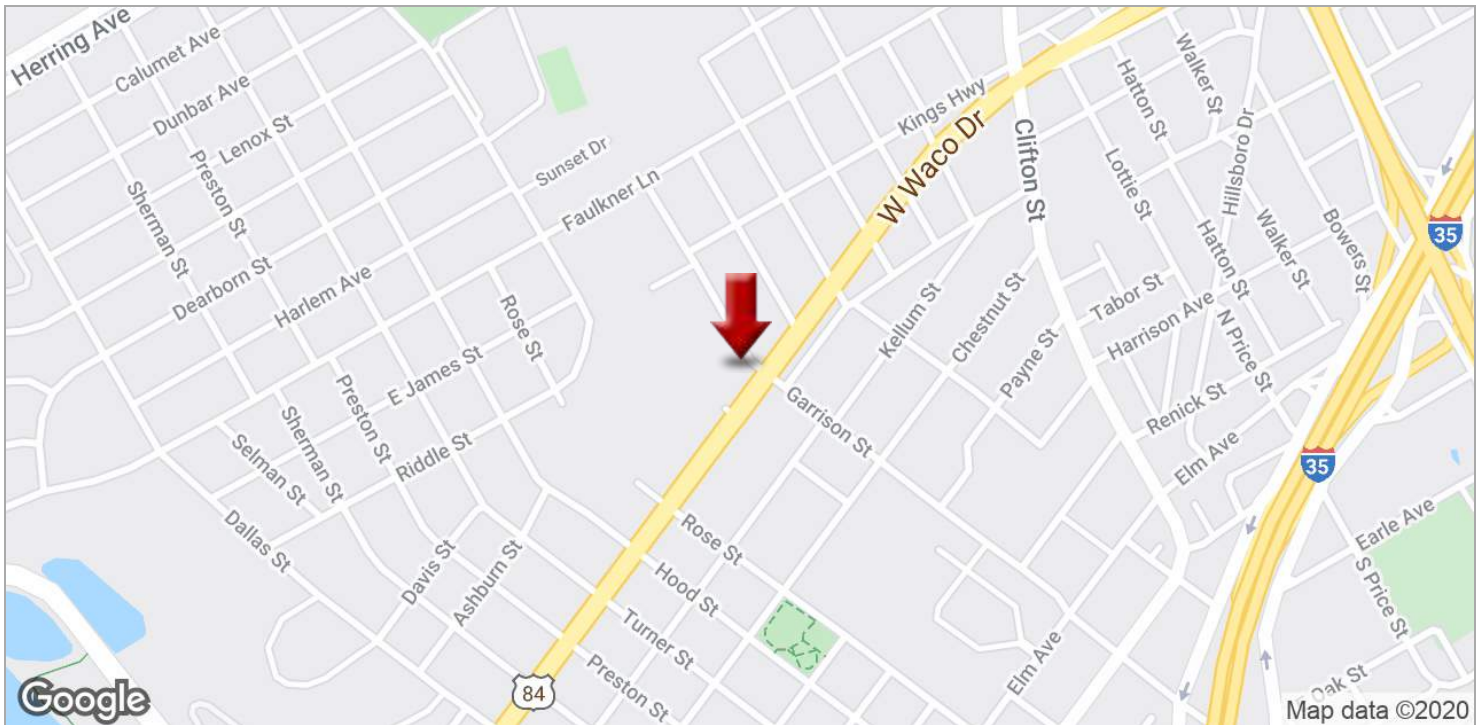 Herring Ave
Calumet Ave
Dunbar Ave
Lenox St
Preston St
Sherman St
Dearborn St
Harlem Ave
Sunset Dr
Faulkner Ln
Kings Hwy
W Waco Dr
Clifton St
Walker St
Hatton St
Hillsboro Dr
Lottie St
Walker St
Bowers St
35
Hatton St
Tabor St
Harrison Ave
N Price St
Kellum St
Chestnut St
Payne St
Rose St
E James St
Preston St
Sherman St
Selman St
Riddle St
Garrison St
Renick St
Elm Ave
35
Earle Ave
S Price St
Dallas St
Davis St
Ashburn St
Rose St
Hood St
Turner St
Preston St
Elm Ave
84
Oak St
Google
Map data ©2020